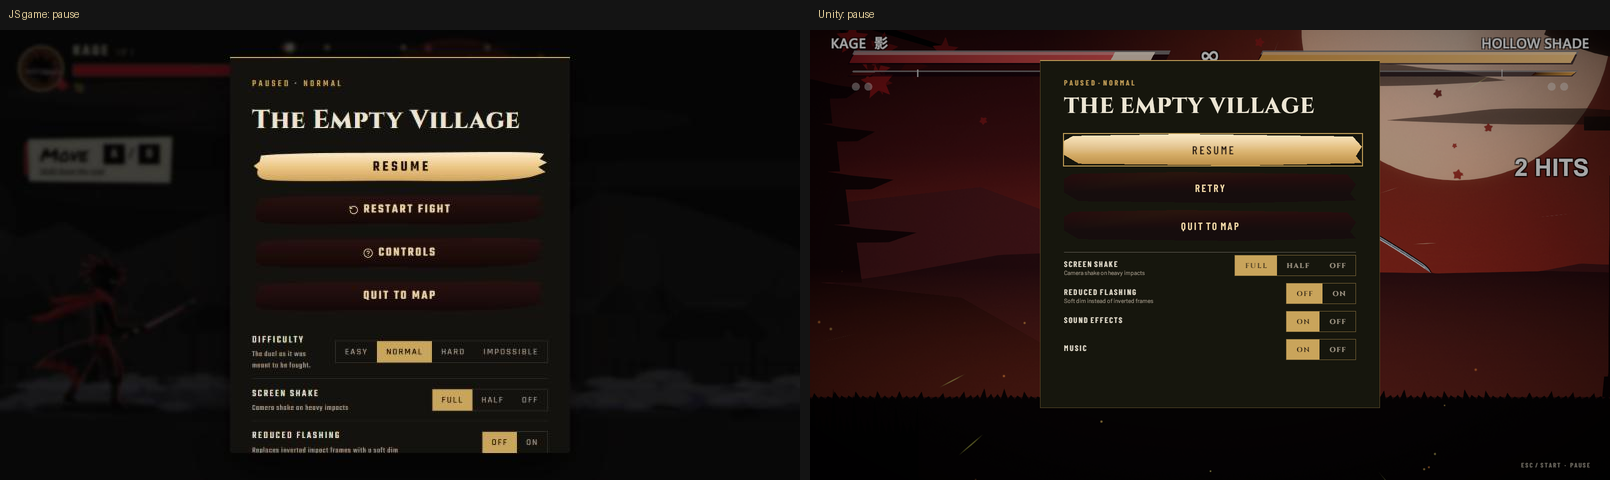 JS game: pause
KAGE
MOVE
PAUSED · NORMAL
THE EMPTY VILLAGE
RESUME
RESTART FIGHT
CONTROLS
QUIT TO MAP
DIFFICULTY
The duel as it was
meant to be fought.
EASY NORMAL HARD IMPOSSIBLE
SCREEN SHAKE
Camera shake on heavy impacts
FULL HALF OFF
REDUCED FLASHING
Replaces inverted impact frames with a soft dim
OFF ON
Unity: pause
KAGE 影
∞
HOLLOW SHADE
2 HITS
PAUSED · NORMAL
THE EMPTY VILLAGE
RESUME
RETRY
QUIT TO MAP
SCREEN SHAKE
Camera shake on heavy impacts
FULL HALF OFF
REDUCED FLASHING
Soft dim instead of inverted frames
OFF ON
SOUND EFFECTS
ON OFF
MUSIC
ON OFF
ESC / START · PAUSE